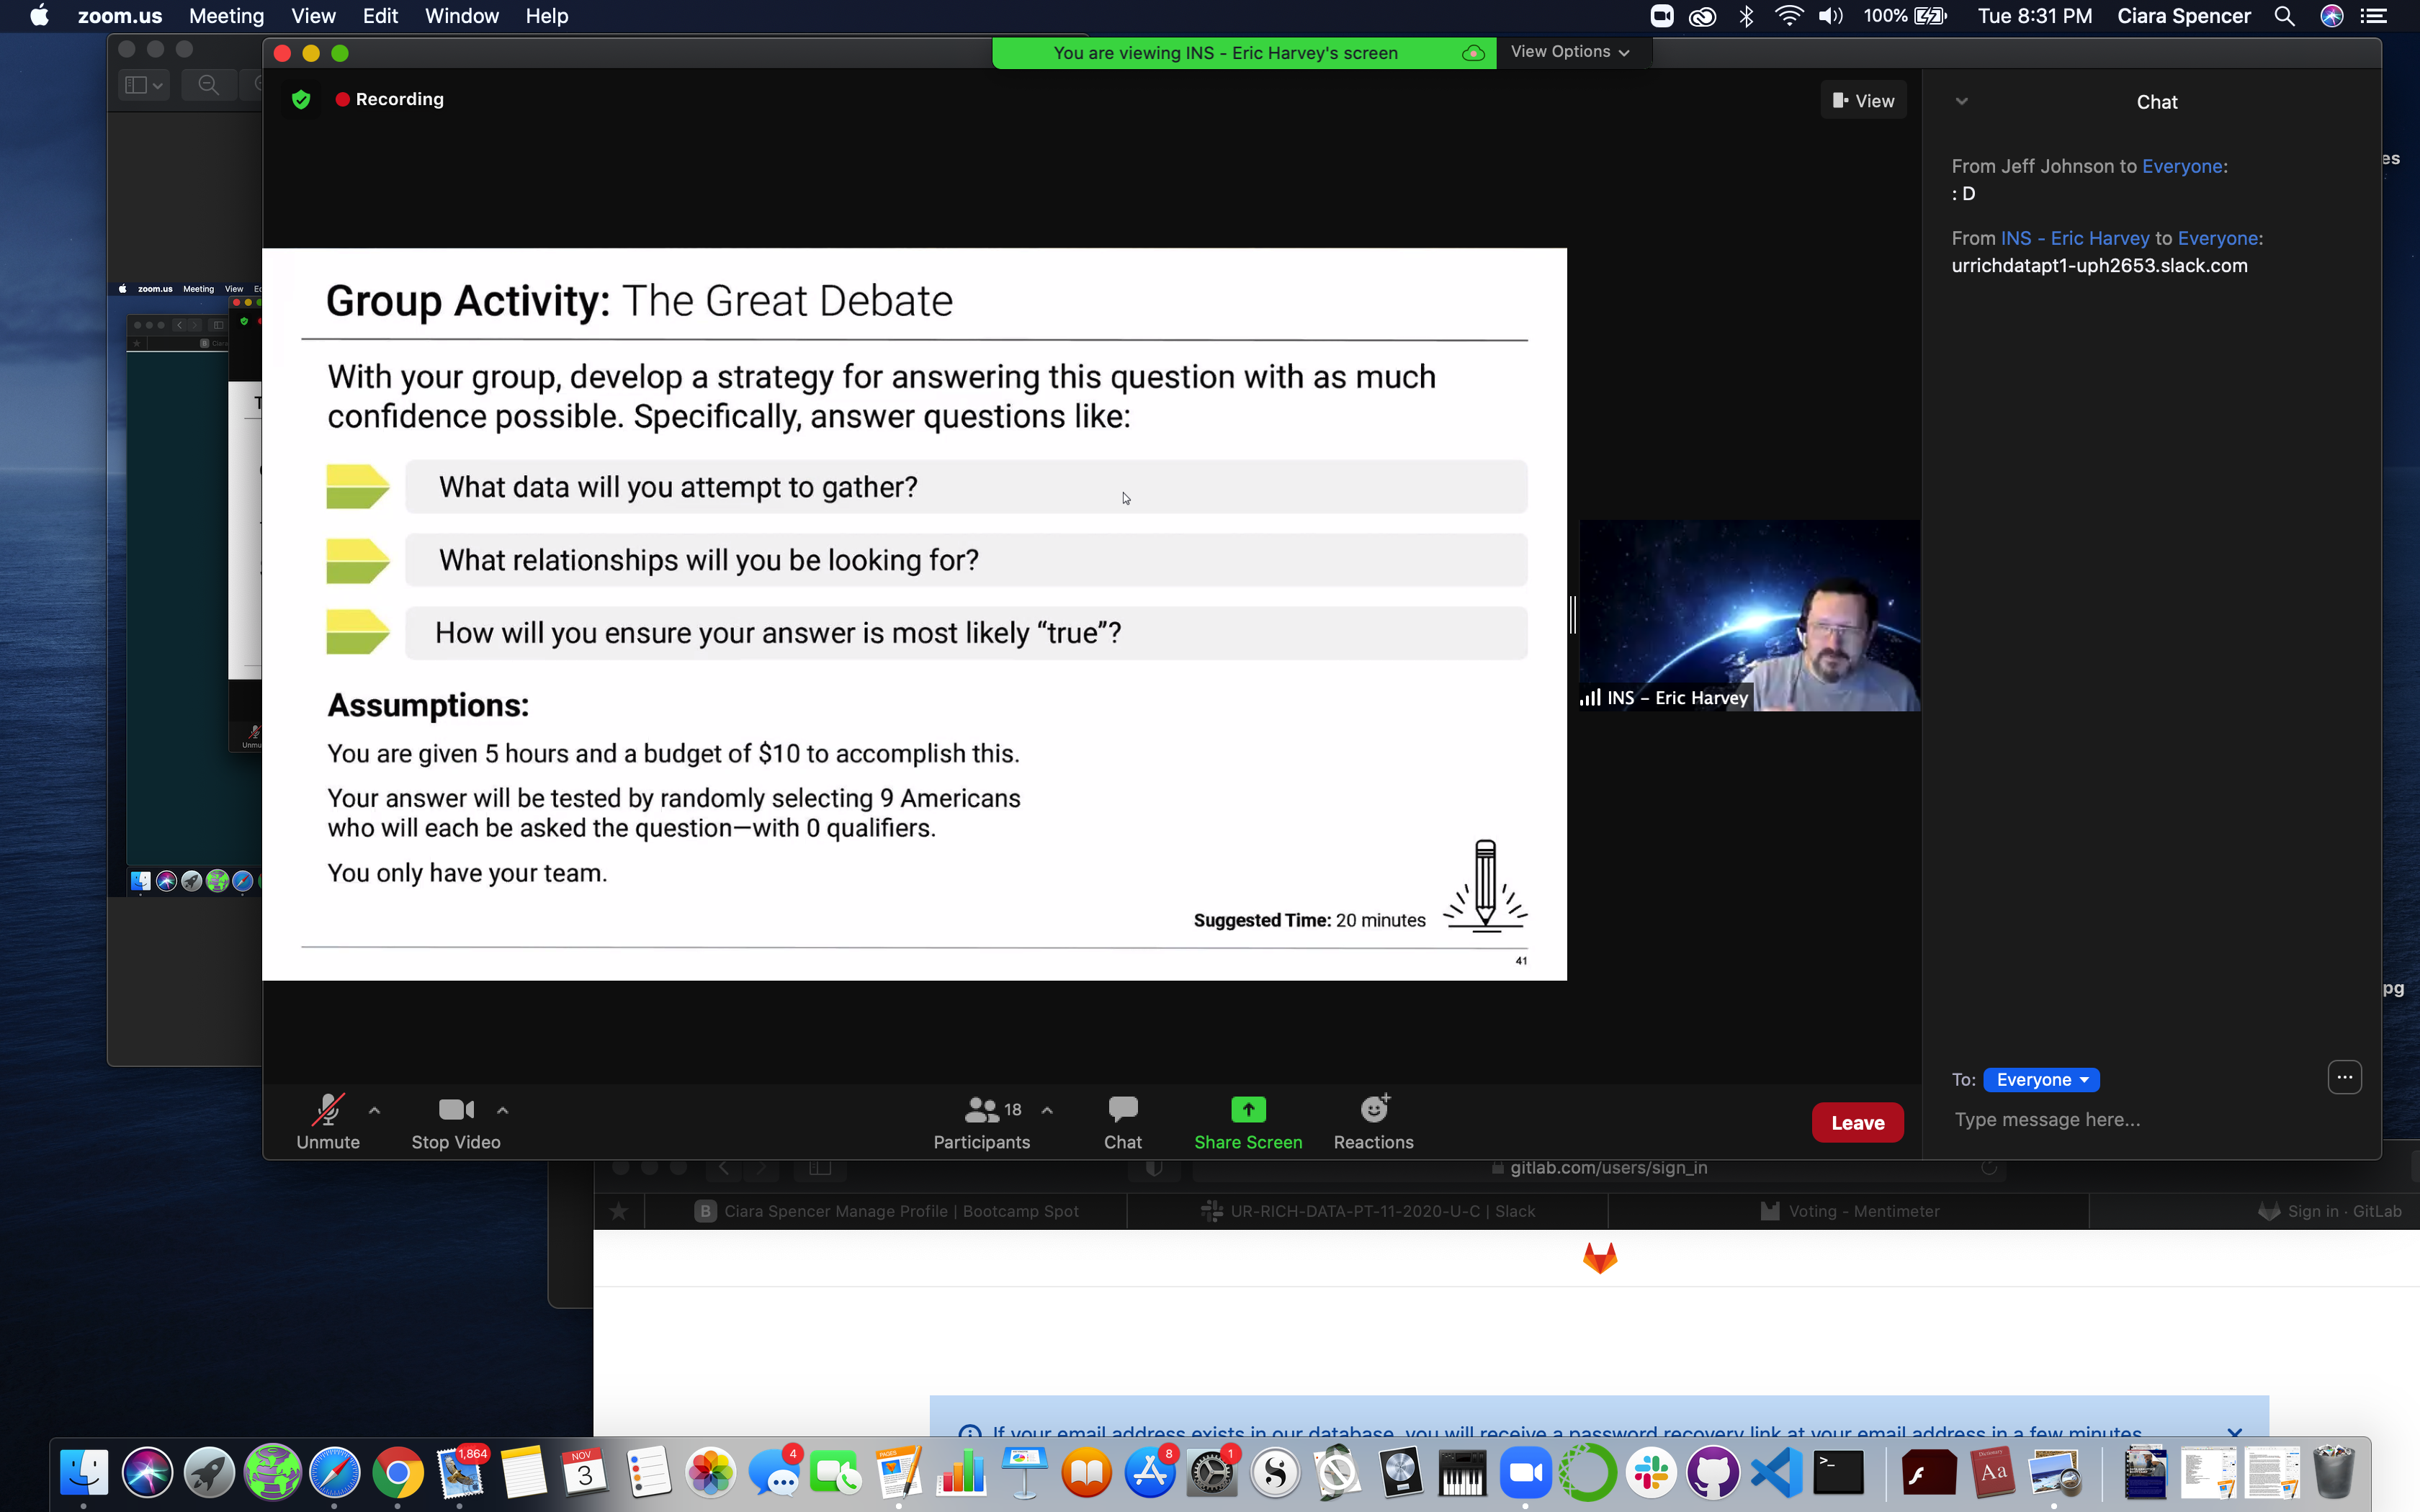 zoom.us Meeting View Edit Window Help
100% Tue 8:31 PM Ciara Spencer
You are viewing INS - Eric Harvey's screen
View Options
Recording
View
Chat
From Jeff Johnson to Everyone:
: D
From INS - Eric Harvey to Everyone:
urrichdatapt1-uph2653.slack.com
es
zoom.us Meeting View
Group Activity: The Great Debate
With your group, develop a strategy for answering this question with as much
confidence possible. Specifically, answer questions like:
What data will you attempt to gather?
What relationships will you be looking for?
How will you ensure your answer is most likely “true”?
Assumptions:
You are given 5 hours and a budget of $10 to accomplish this.
Your answer will be tested by randomly selecting 9 Americans
who will each be asked the question—with 0 qualifiers.
You only have your team.
Suggested Time: 20 minutes
41
INS - Eric Harvey
pg
To: Everyone
Type message here...
Unmute
Stop Video
18
Participants
Chat
Share Screen
Reactions
Leave
gitlab.com/users/sign_in
B Ciara Spencer Manage Profile | Bootcamp Spot
UR-RICH-DATA-PT-11-2020-U-C | Slack
Voting - Mentimeter
Sign in · GitLab
If your email address exists in our database, you will receive a password recovery link at your email address in a few minutes.
1,864
NOV
3
4
PAGES
8
1
Aa